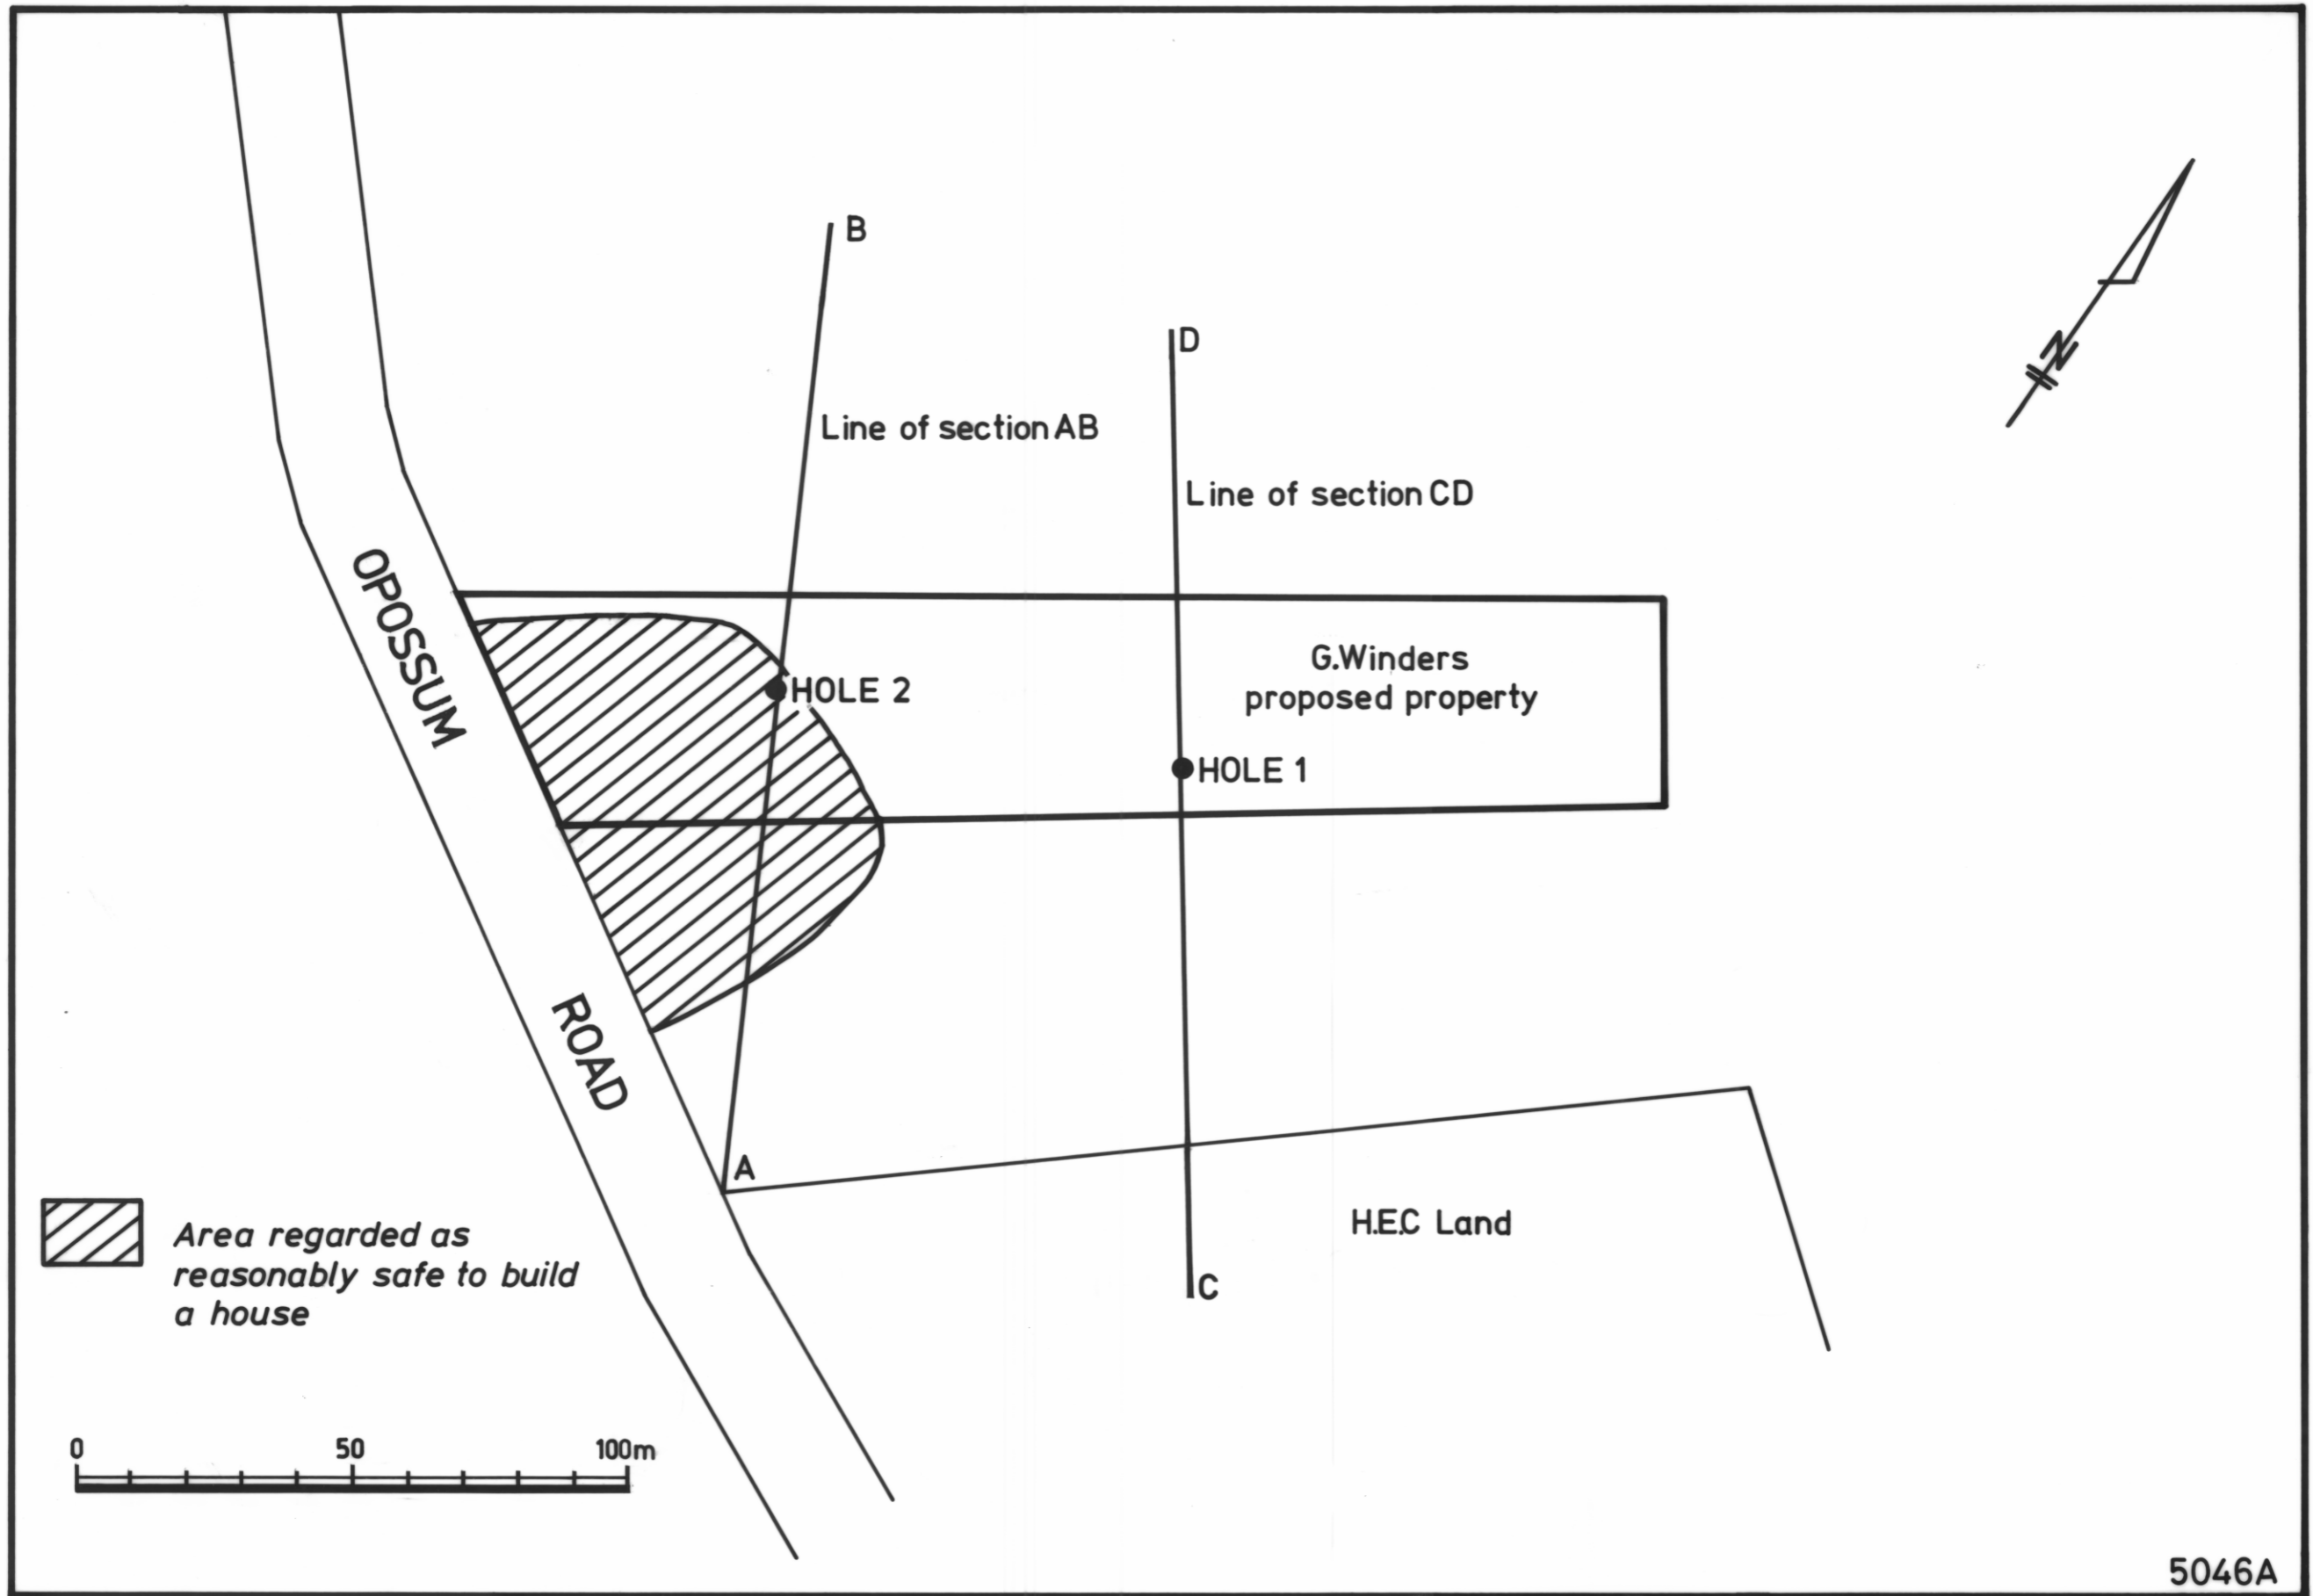 B
D
Line of section AB
Line of section CD
N
OPOSSUM
ROAD
G.Winders
proposed property
HOLE 2
HOLE 1
A
H.E.C Land
C
Area regarded as
reasonably safe to build
a house
0 50 100m
5046A